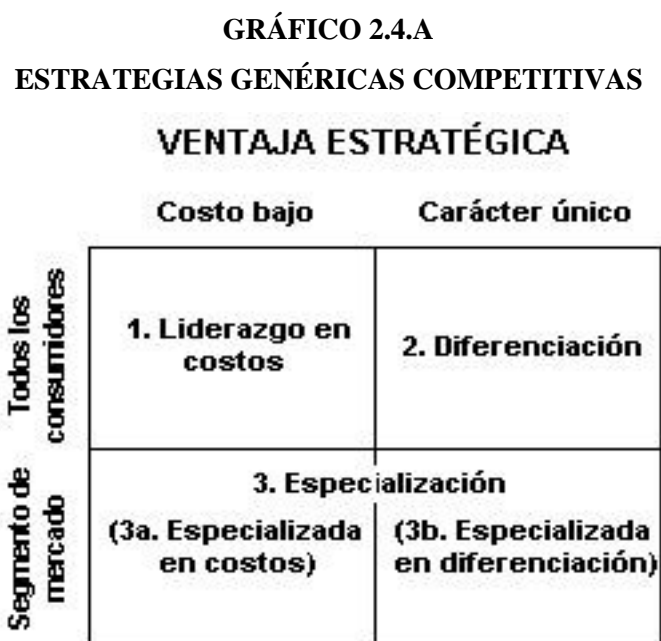 GRÁFICO 2.4.A
ESTRATEGIAS GENÉRICAS COMPETITIVAS
VENTAJA ESTRATÉGICA
Costo bajo
Carácter único
Todos los
consumidores
1. Liderazgo en
costos
2. Diferenciación
Segmento de
mercado
3. Especialización
(3a. Especializada
en costos)
(3b. Especializada
en diferenciación)